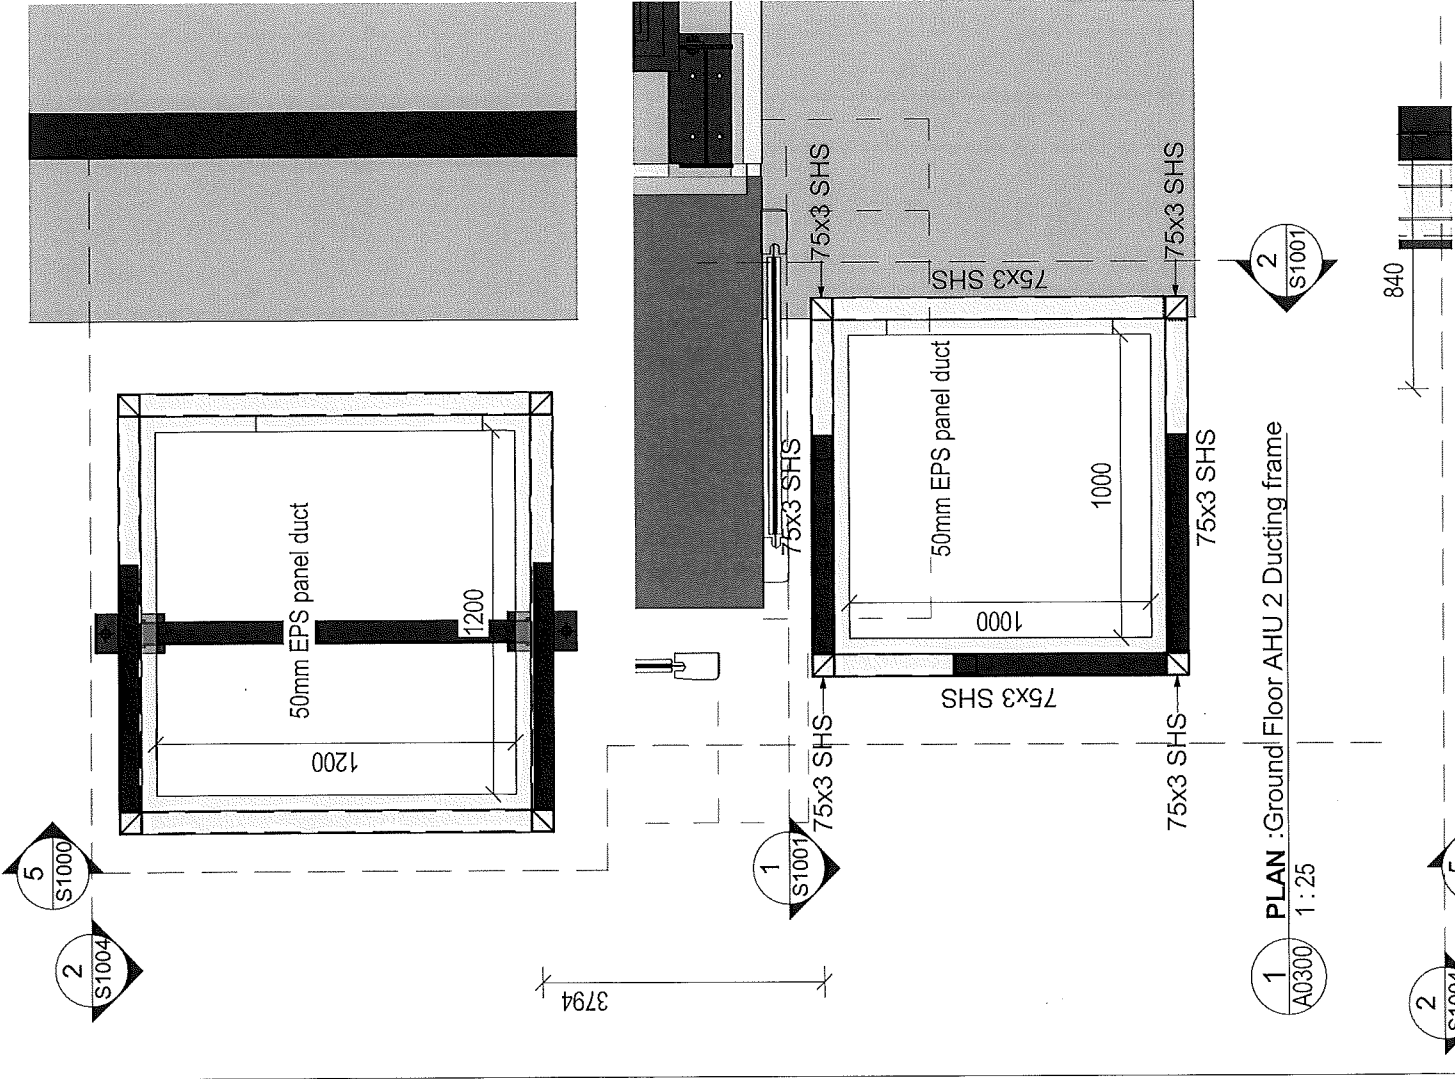 5
S1000
2
S1004
50mm EPS panel duct
1200
1200
3794
1
S1001
75x3 SHS
75x3 SHS
75x3 SHS
75x3 SHS
75x3 SHS
50mm EPS panel duct
1000
1000
75x3 SHS
75x3 SHS
75x3 SHS
2
S1001
1
A0300
PLAN :Ground Floor AHU 2 Ducting frame
1 : 25
840
2